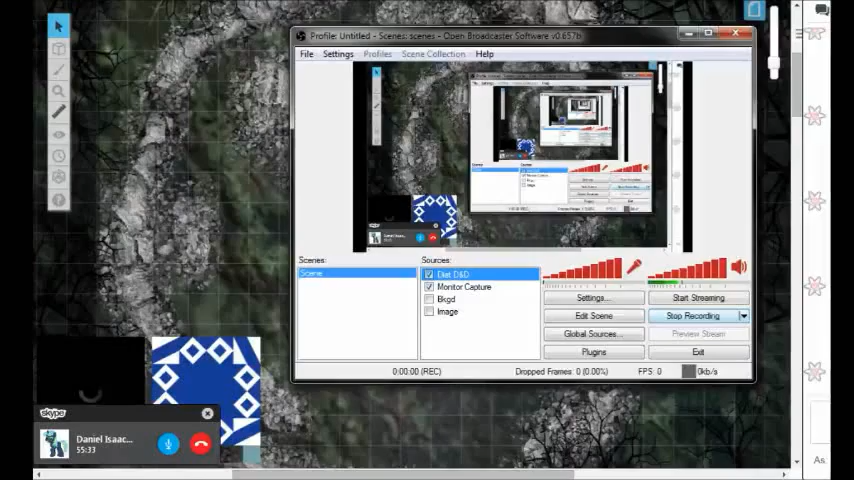 Profile: Untitled - Scenes: scenes - Open Broadcaster Software v0.657b
File Settings Profiles Scene Collection Help
Scenes:
Scene
Sources:
Diet D&D
Monitor Capture
Bkgd
Image
Settings...
Start Streaming
Edit Scene
Stop Recording
Global Sources...
Preview Stream
Plugins
Exit
0:00:00 (REC)
Dropped Frames: 0 (0.00%)
FPS: 0
0kb/s
skype
Daniel Isaac...
55:33
As